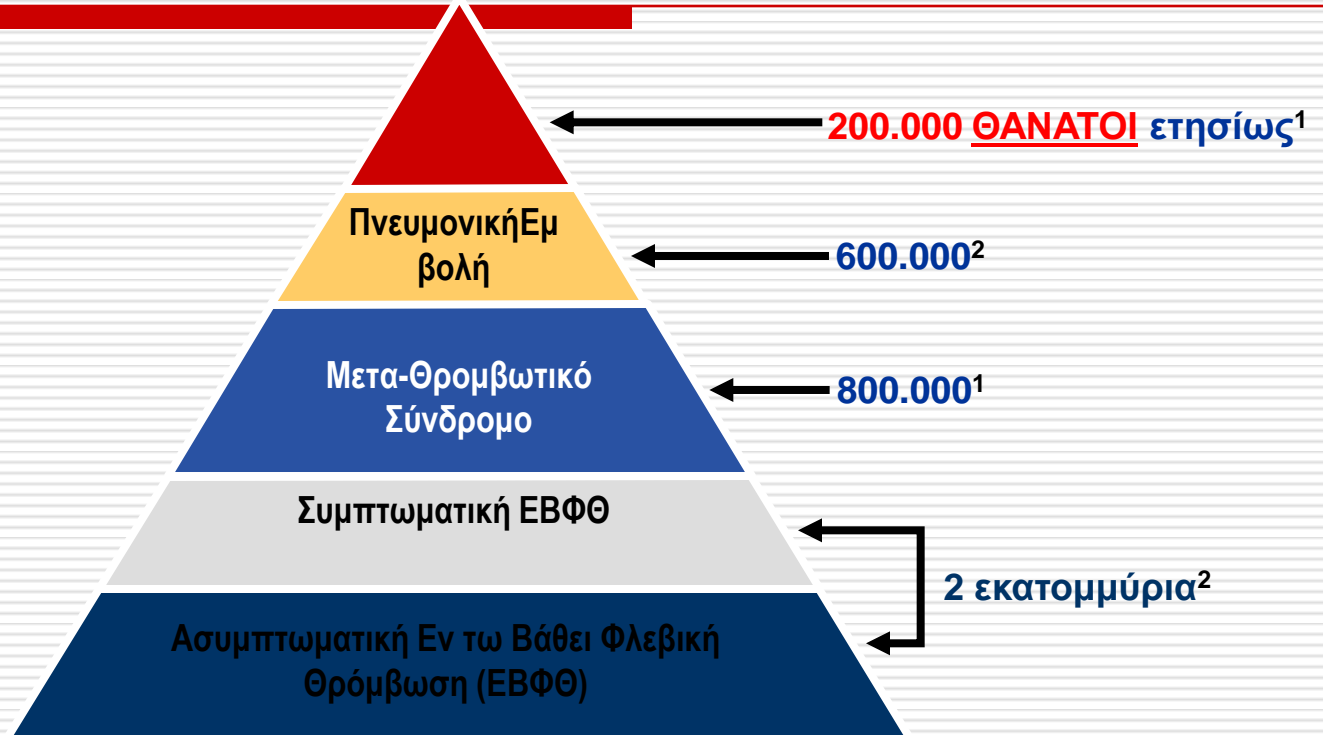 200.000 ΘΑΝΑΤΟΙ ετησίως¹
ΠνευμονικήΕμ
βολή
600.000²
Μετα-Θρομβωτικό
Σύνδρομο
800.000¹
Συμπτωματική ΕΒΦΘ
2 εκατομμύρια²
Ασυμπτωματική Εν τω Βάθει Φλεβική
Θρόμβωση (ΕΒΦΘ)